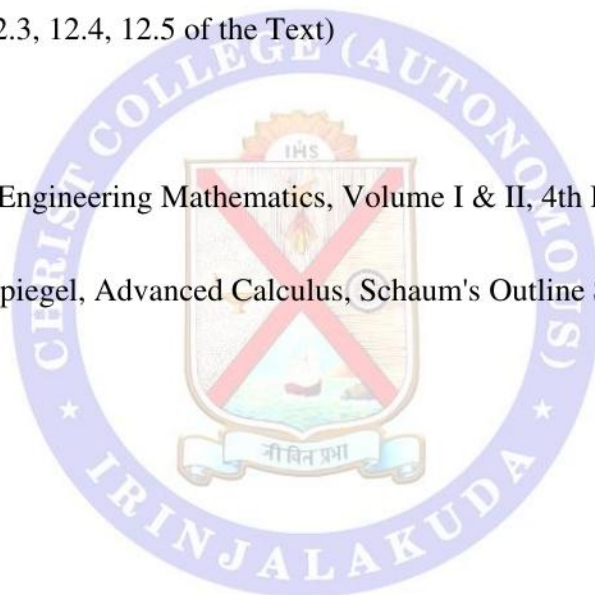 2.3, 12.4, 12.5 of the Text)
CHRIST COLLEGE (AUTONOMOUS)
IHS
Engineering Mathematics, Volume I & II, 4th
piegel, Advanced Calculus, Schaum's Outline
जीवित प्रभा
IRINJALAKUDA